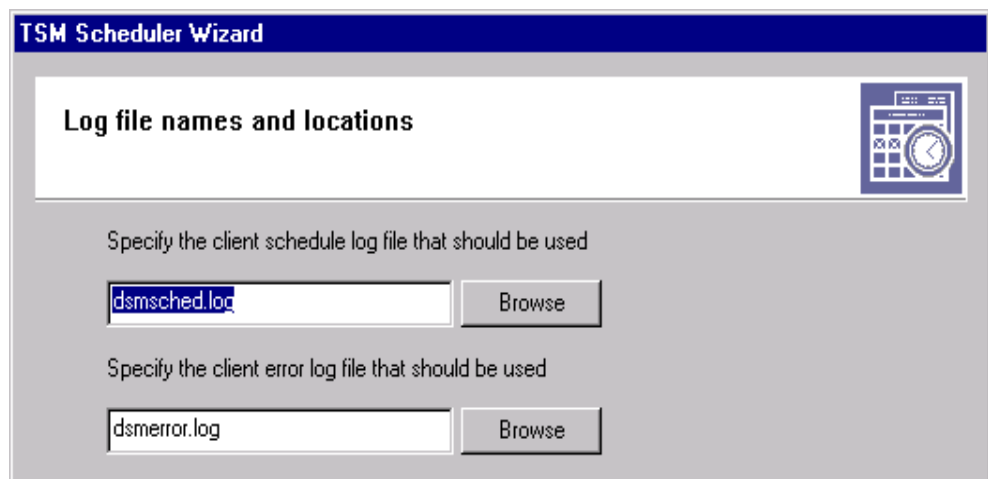 TSM Scheduler Wizard
Log file names and locations
Specify the client schedule log file that should be used
dsmsched.log
Browse
Specify the client error log file that should be used
dsmerror.log
Browse